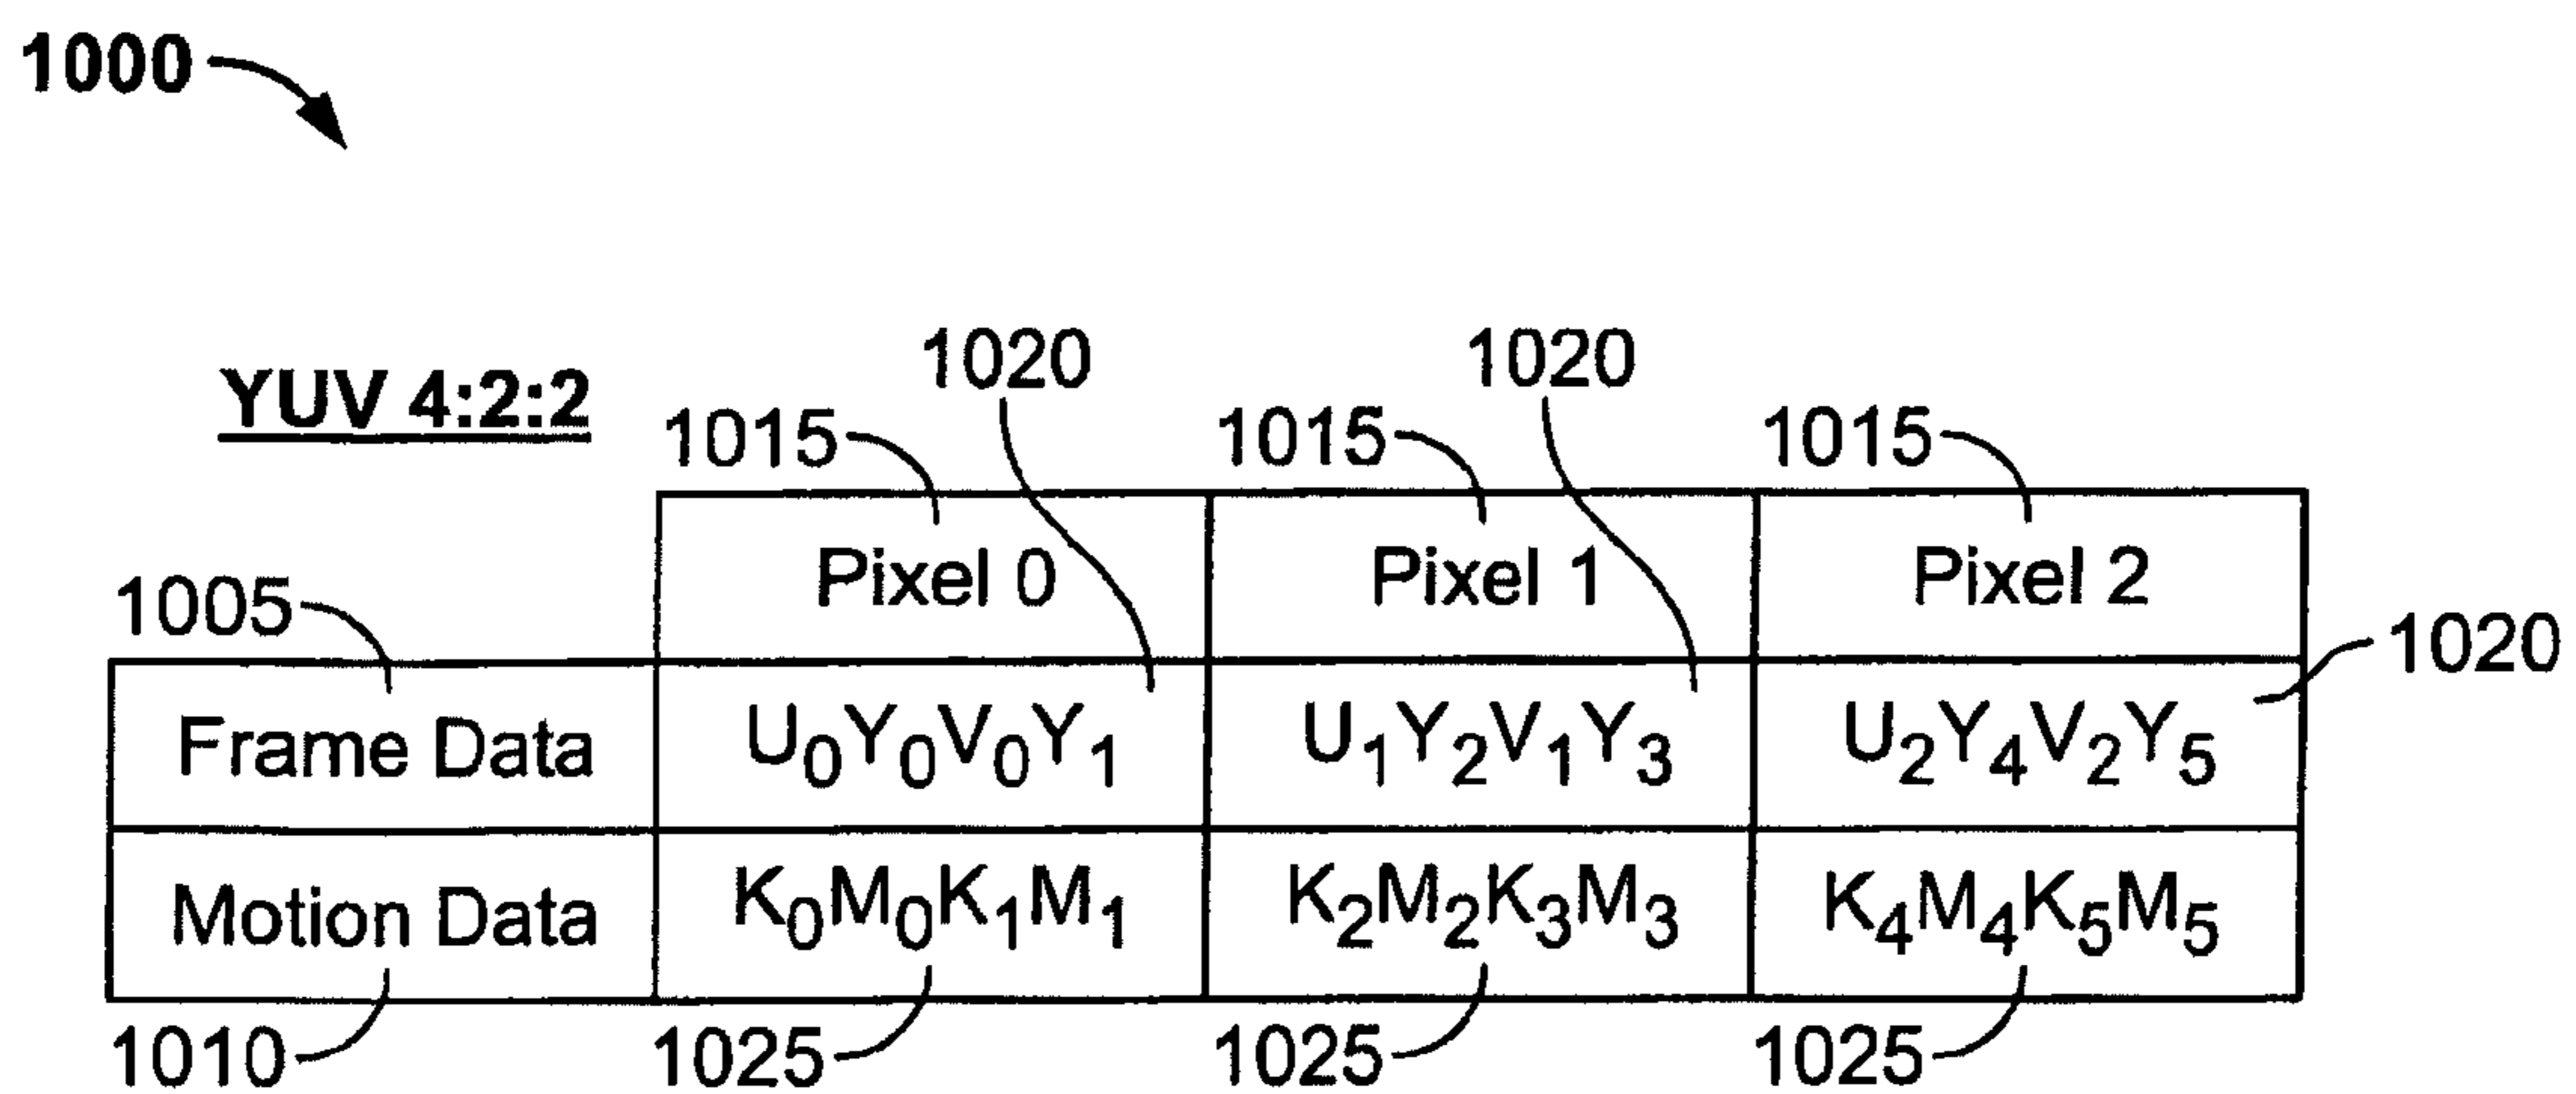 1000
1020 1020
YUV 4:2:2
1015 1015 1015
Pixel 0 Pixel 1 Pixel 2
1005 1020
Frame Data U₀Y₀V₀Y₁ U₁Y₂V₁Y₃ U₂Y₄V₂Y₅
Motion Data K₀M₀K₁M₁ K₂M₂K₃M₃ K₄M₄K₅M₅
1010 1025 1025 1025